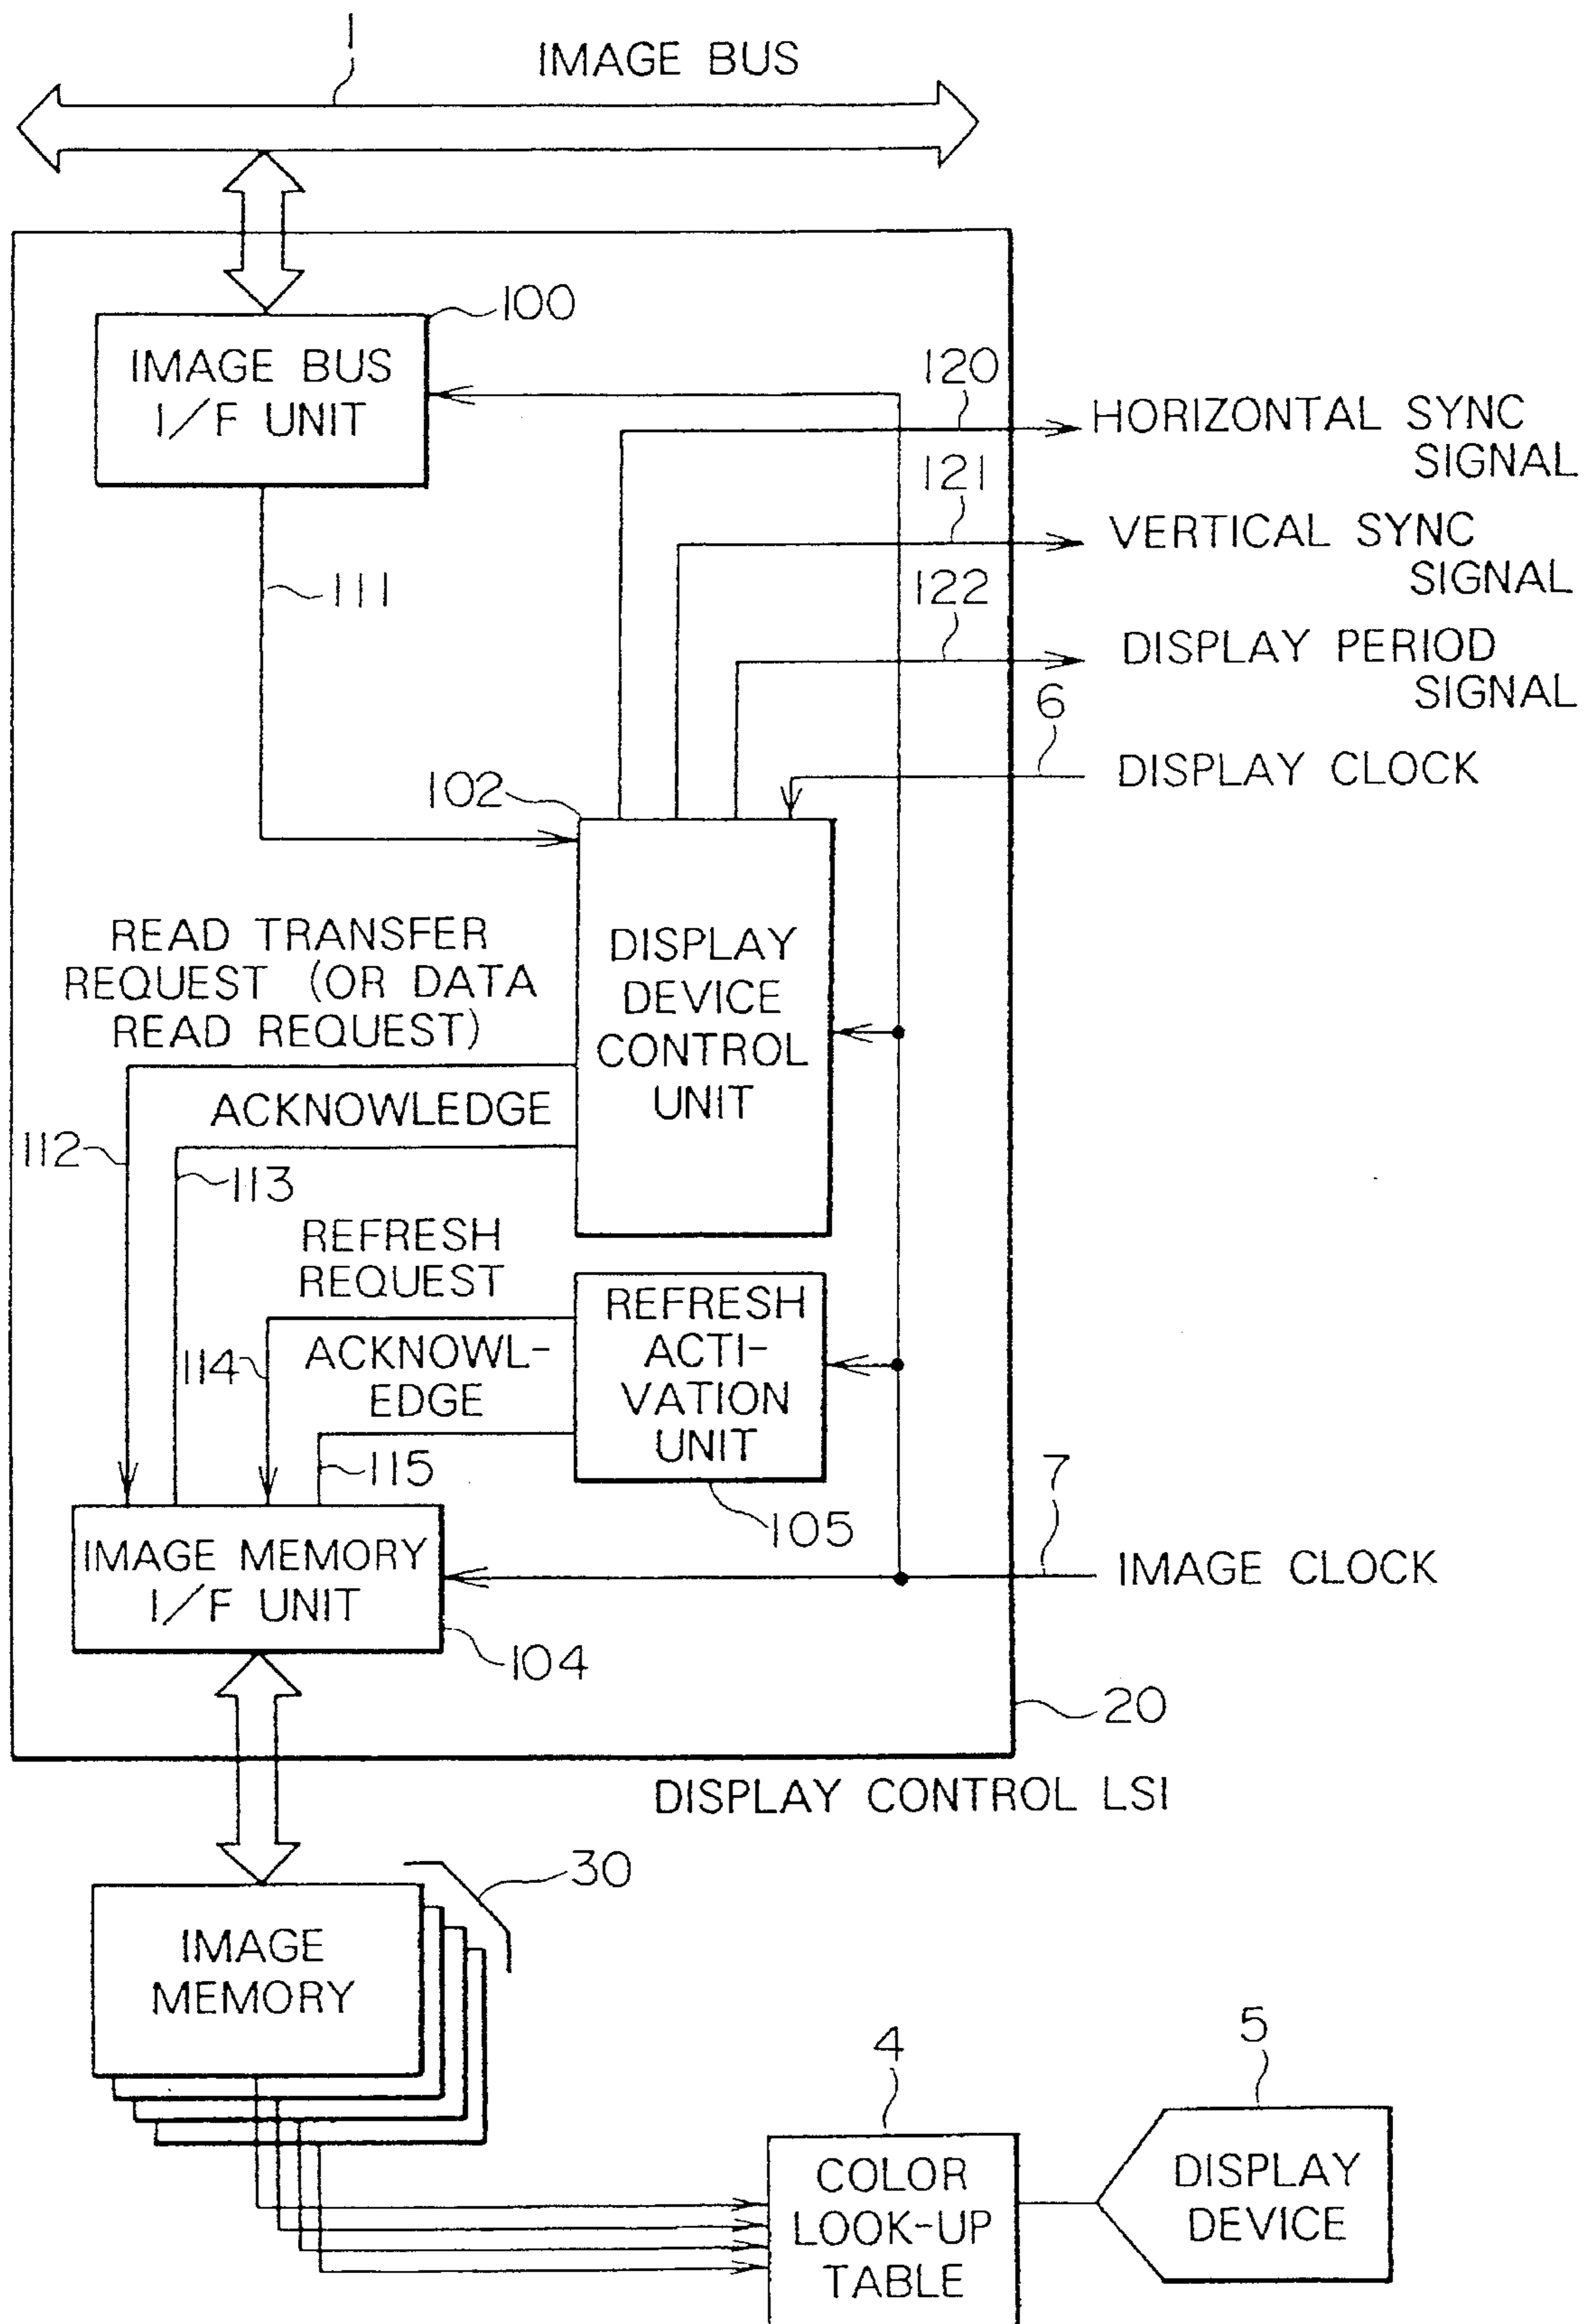 1
IMAGE BUS
100
IMAGE BUS
I/F UNIT
120
HORIZONTAL SYNC
SIGNAL
121
VERTICAL SYNC
SIGNAL
111
122
DISPLAY PERIOD
SIGNAL
6
DISPLAY CLOCK
102
READ TRANSFER
REQUEST (OR DATA
READ REQUEST)
DISPLAY
DEVICE
CONTROL
UNIT
ACKNOWLEDGE
112
113
REFRESH
REQUEST
REFRESH
ACTI-
VATION
UNIT
114
ACKNOWL-
EDGE
115
105
7
IMAGE CLOCK
IMAGE MEMORY
I/F UNIT
104
20
DISPLAY CONTROL LSI
30
IMAGE
MEMORY
4
5
COLOR
LOOK-UP
TABLE
DISPLAY
DEVICE